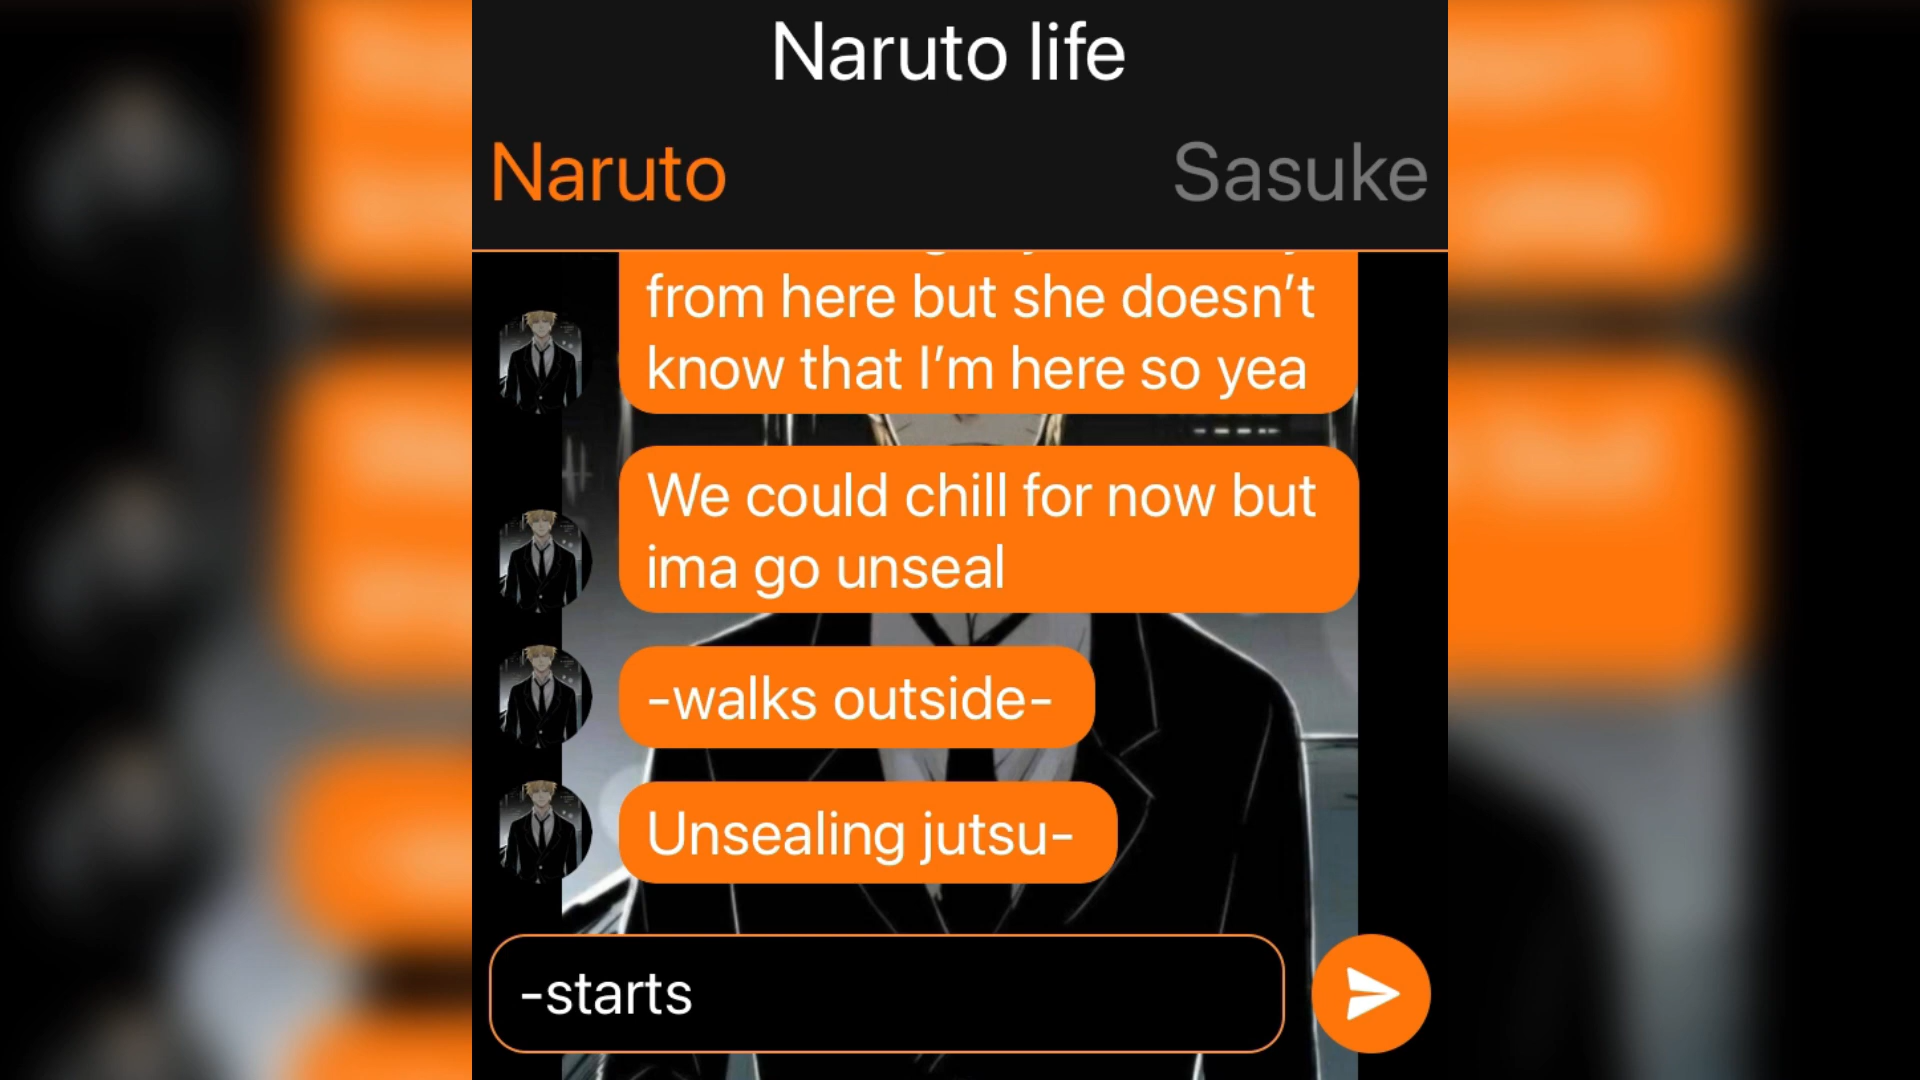 Naruto life
Naruto
Sasuke
from here but she doesn't
know that I'm here so yea
We could chill for now but
ima go unseal
-walks outside-
Unsealing jutsu-
-starts